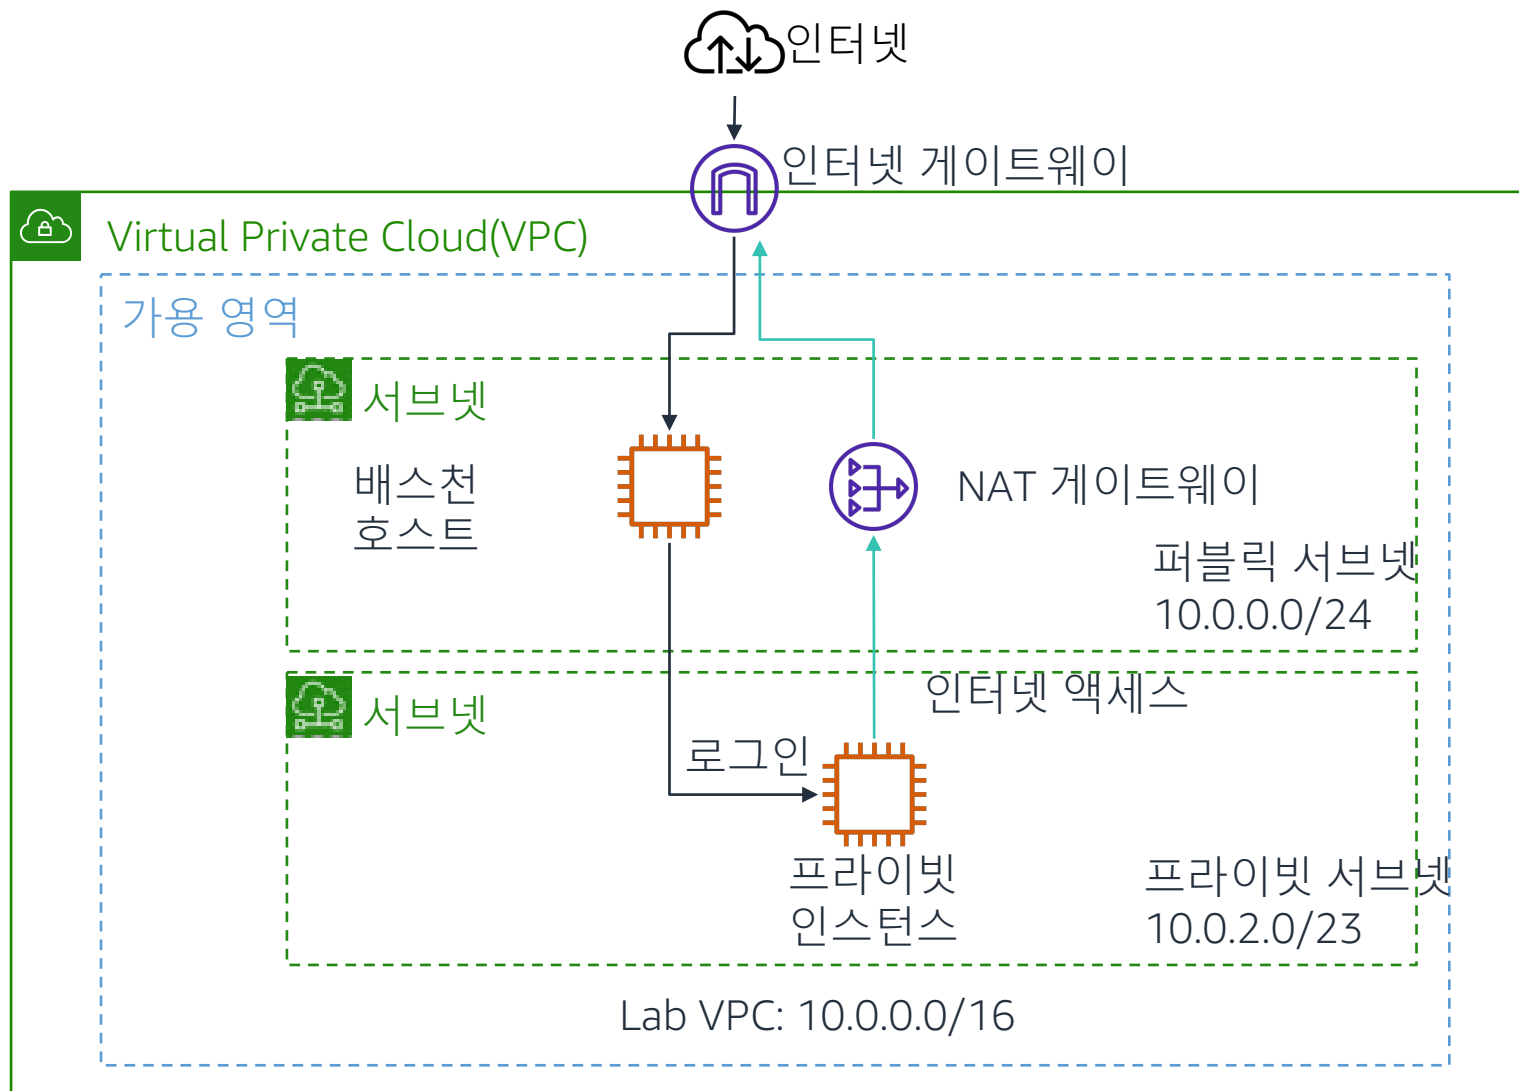 인터넷
인터넷 게이트웨이
Virtual Private Cloud(VPC)
가용 영역
서브넷
배스천
호스트
NAT 게이트웨이
퍼블릭 서브넷
10.0.0.0/24
서브넷
인터넷 액세스
로그인
프라이빗
인스턴스
프라이빗 서브넷
10.0.2.0/23
Lab VPC: 10.0.0.0/16